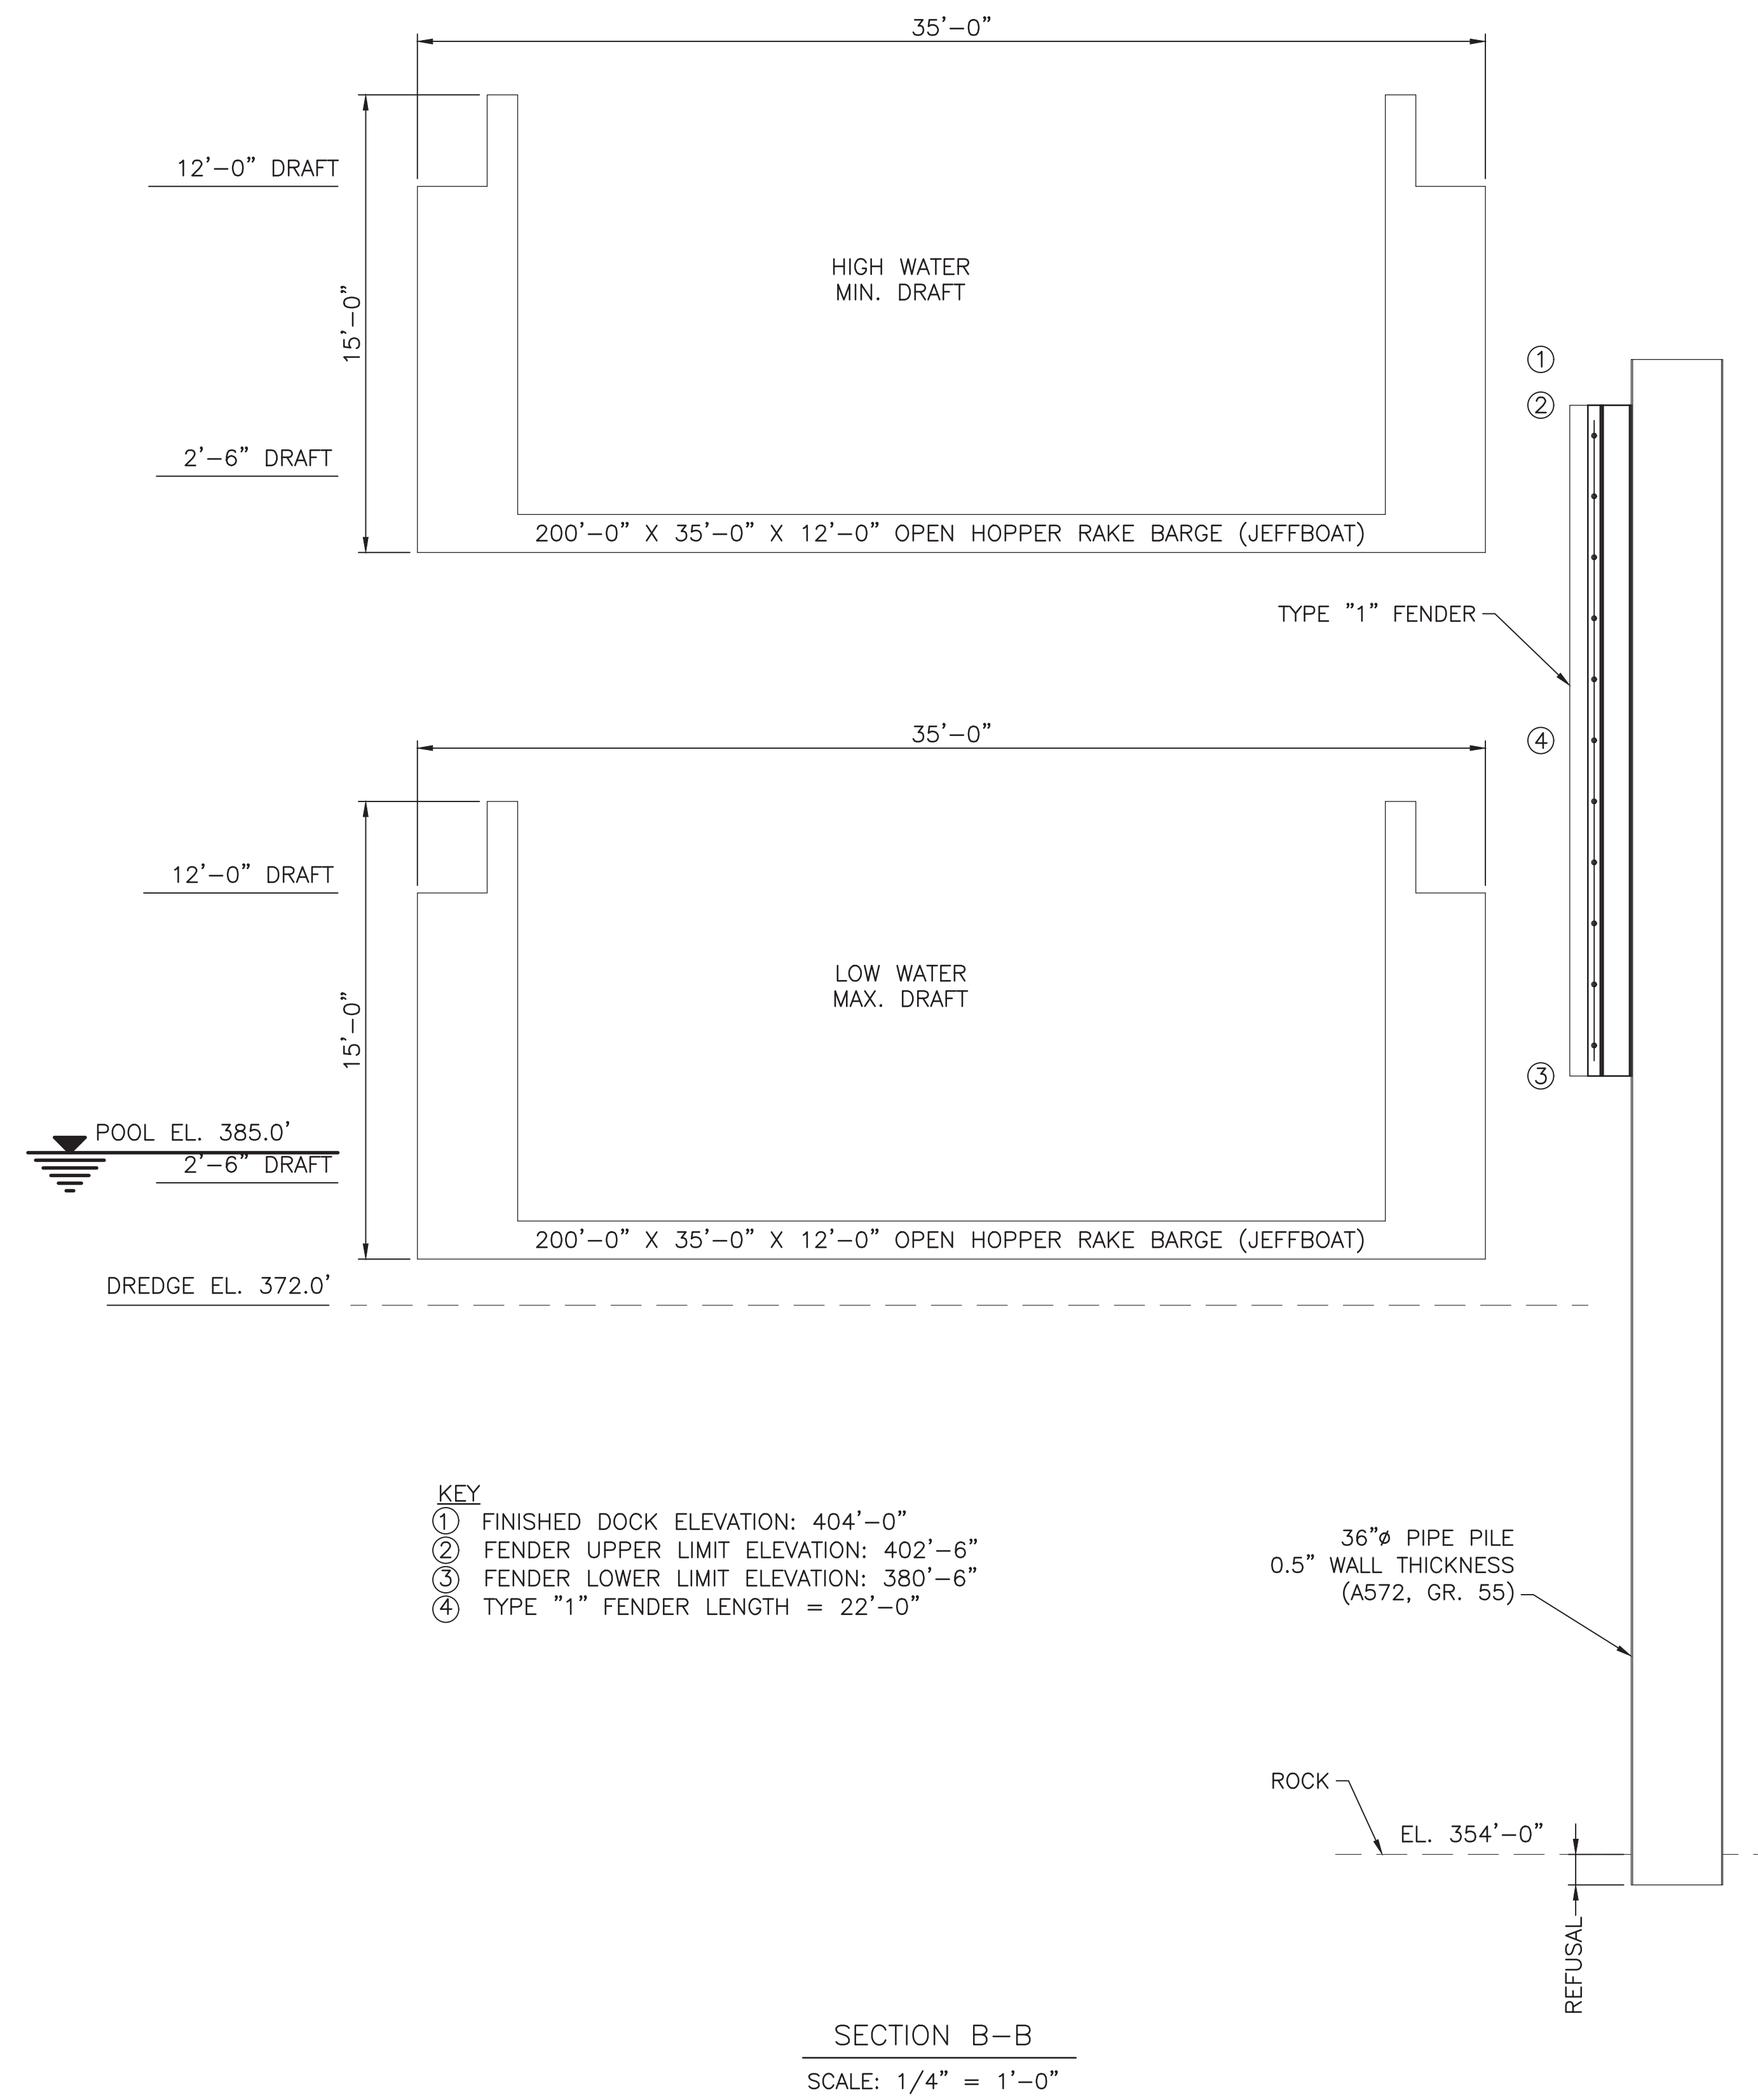 35'-0"
12'-0" DRAFT
15'-0"
HIGH WATER
MIN. DRAFT
2'-6" DRAFT
200'-0" X 35'-0" X 12'-0" OPEN HOPPER RAKE BARGE (JEFFBOAT)
1
2
TYPE "1" FENDER
4
3
35'-0"
12'-0" DRAFT
15'-0"
LOW WATER
MAX. DRAFT
POOL EL. 385.0'
2'-6" DRAFT
200'-0" X 35'-0" X 12'-0" OPEN HOPPER RAKE BARGE (JEFFBOAT)
DREDGE EL. 372.0'
KEY
1 FINISHED DOCK ELEVATION: 404'-0"
2 FENDER UPPER LIMIT ELEVATION: 402'-6"
3 FENDER LOWER LIMIT ELEVATION: 380'-6"
4 TYPE "1" FENDER LENGTH = 22'-0"
36"ø PIPE PILE
0.5" WALL THICKNESS
(A572, GR. 55)
ROCK
EL. 354'-0"
REFUSAL
SECTION B-B
SCALE: 1/4" = 1'-0"